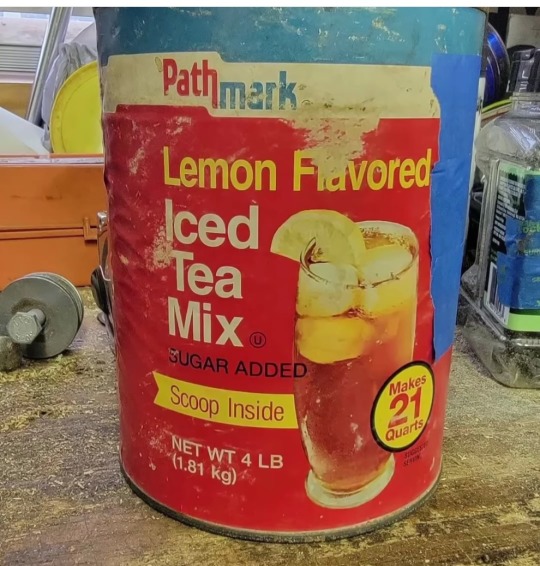 Pathmark
Lemon Flavored
Iced
Tea
Mix Ⓤ
SUGAR ADDED
Scoop Inside
Makes
21
Quarts
NET WT 4 LB
(1.81 kg)